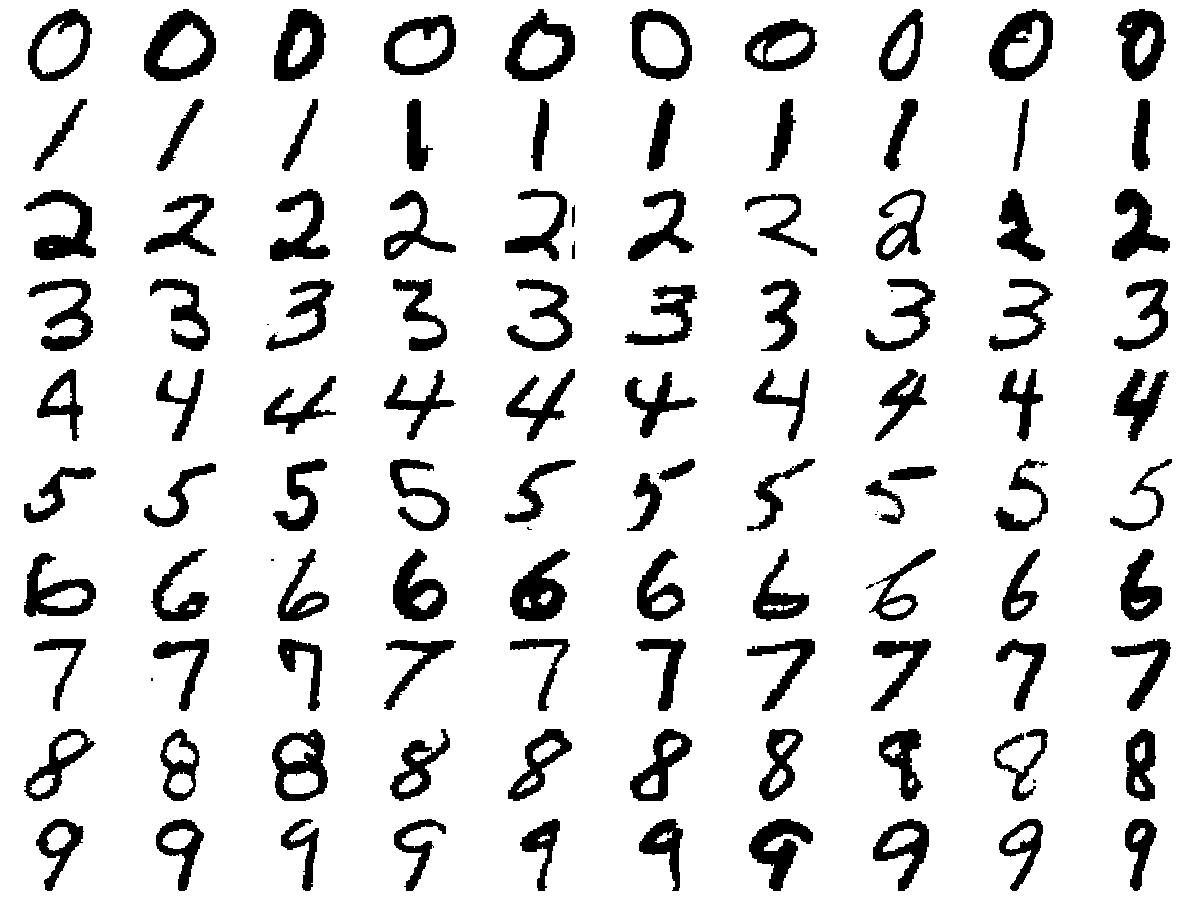 0 0 0 0 0 0 0 0 0 0
1 1 1 1 1 1 1 1 1 1
2 2 2 2 2 2 2 2 2 2
3 3 3 3 3 3 3 3 3 3
4 4 4 4 4 4 4 4 4 4
5 5 5 5 5 5 5 5 5 5
6 6 6 6 6 6 6 6 6 6
7 7 7 7 7 7 7 7 7 7
8 8 8 8 8 8 8 8 8 8
9 9 9 9 9 9 9 9 9 9